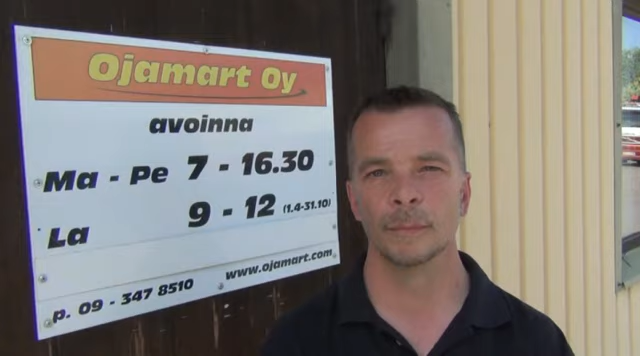 Ojamart Oy
avoinna
Ma - Pe 7 - 16.30
La 9 - 12 (1.4-31.10)
www.ojamart.com
p. 09 - 347 8510